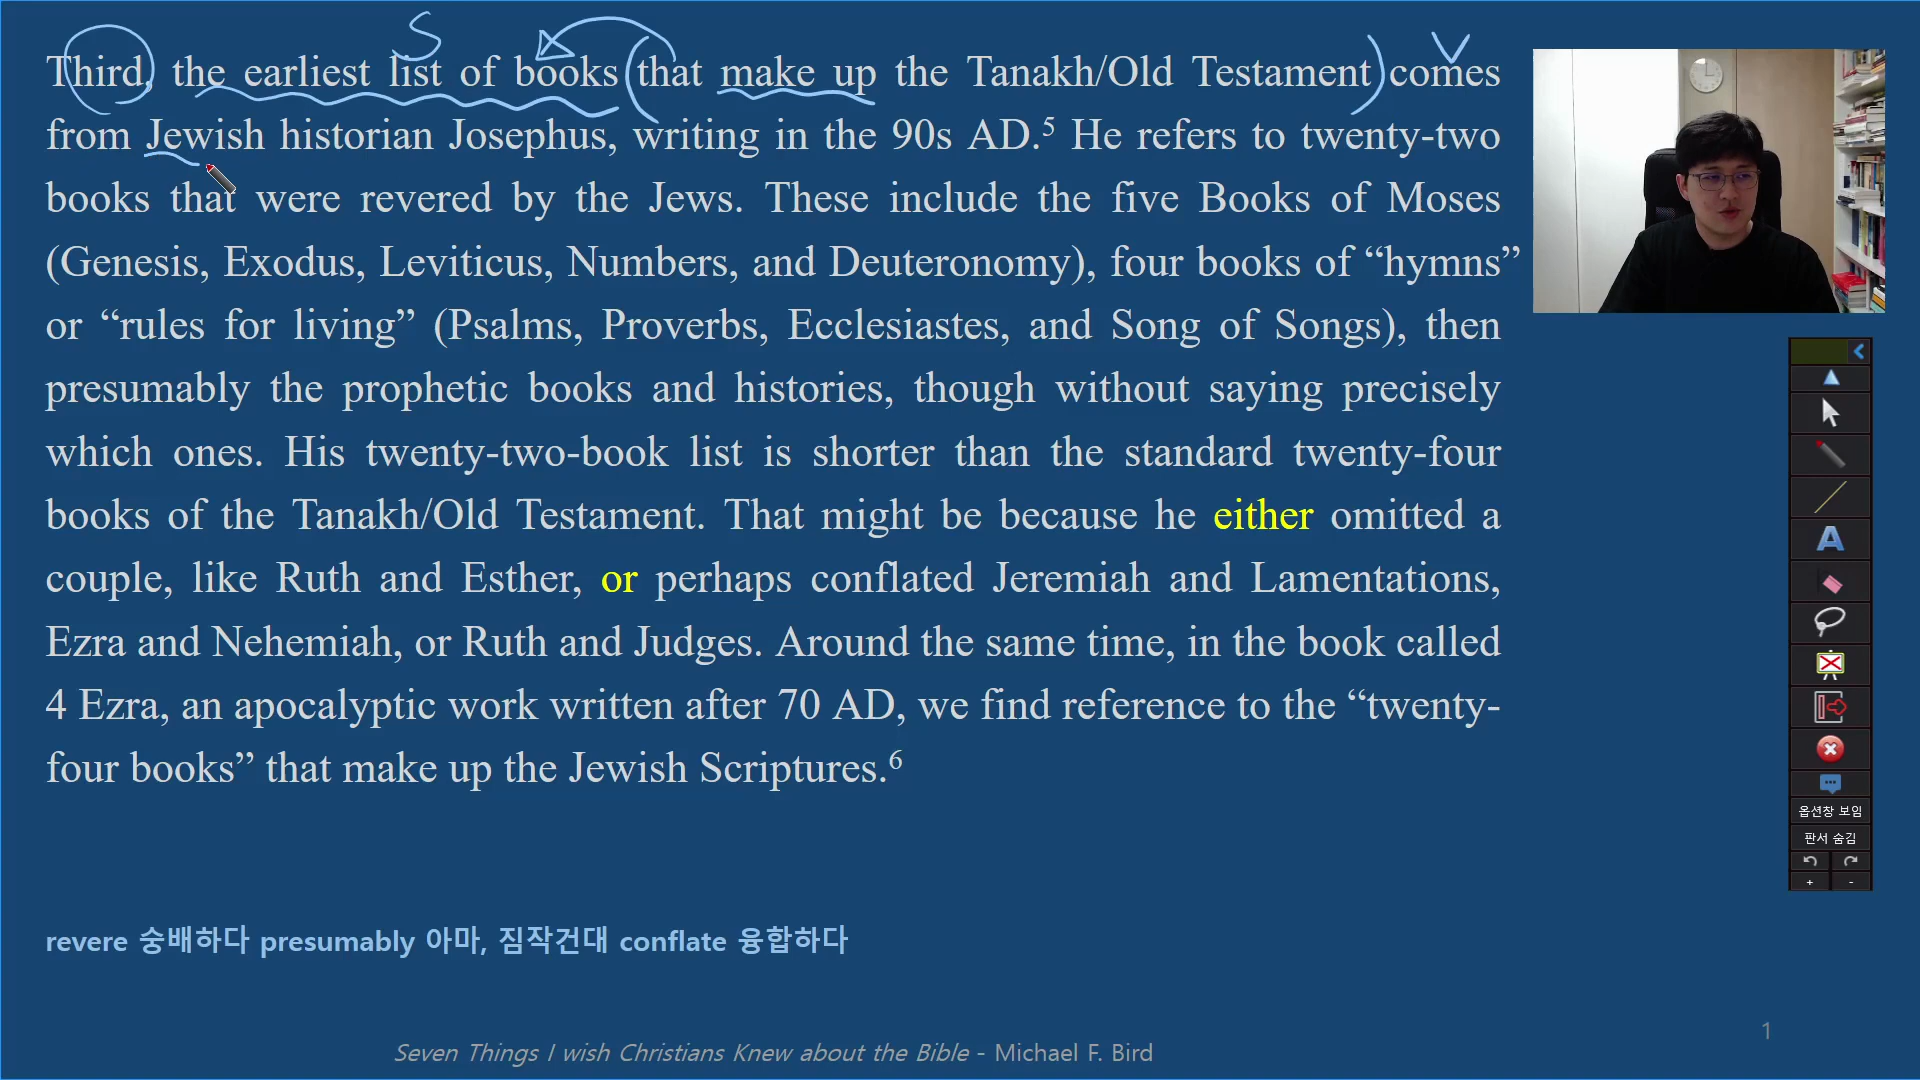 S
V
Third, the earliest list of books (that make up the Tanakh/Old Testament) comes
from Jewish historian Josephus, writing in the 90s AD.⁵ He refers to twenty-two
books that were revered by the Jews. These include the five Books of Moses
(Genesis, Exodus, Leviticus, Numbers, and Deuteronomy), four books of “hymns”
or “rules for living” (Psalms, Proverbs, Ecclesiastes, and Song of Songs), then
presumably the prophetic books and histories, though without saying precisely
which ones. His twenty-two-book list is shorter than the standard twenty-four
books of the Tanakh/Old Testament. That might be because he either omitted a
couple, like Ruth and Esther, or perhaps conflated Jeremiah and Lamentations,
Ezra and Nehemiah, or Ruth and Judges. Around the same time, in the book called
4 Ezra, an apocalyptic work written after 70 AD, we find reference to the “twenty-
four books” that make up the Jewish Scriptures.⁶
revere 숭배하다 presumably 아마, 짐작건대 conflate 융합하다
Seven Things I wish Christians Knew about the Bible - Michael F. Bird
1
A
옵션창 보임
판서 숨김
+ -